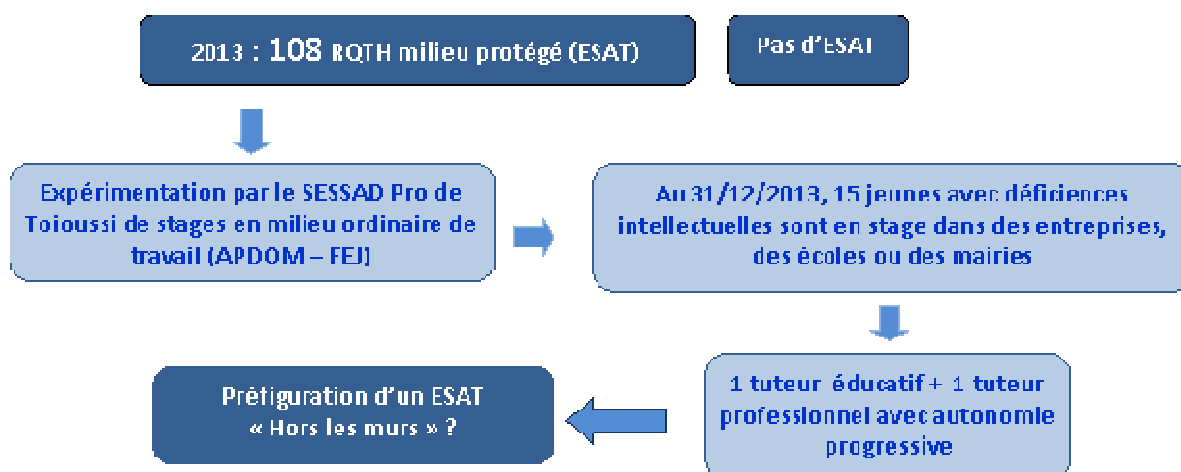 2013 : 108 RQTH milieu protégé (ESAT)
Pas d'ESAT
Expérimentation par le SESSAD Pro de
Toioussi de stages en milieu ordinaire de
travail (APDOM – FEJ)
Au 31/12/2013, 15 jeunes avec déficiences
intellectuelles sont en stage dans des entreprises,
des écoles ou des mairies
1 tuteur éducatif + 1 tuteur
professionnel avec autonomie
progressive
Préfiguration d'un ESAT
« Hors les murs » ?